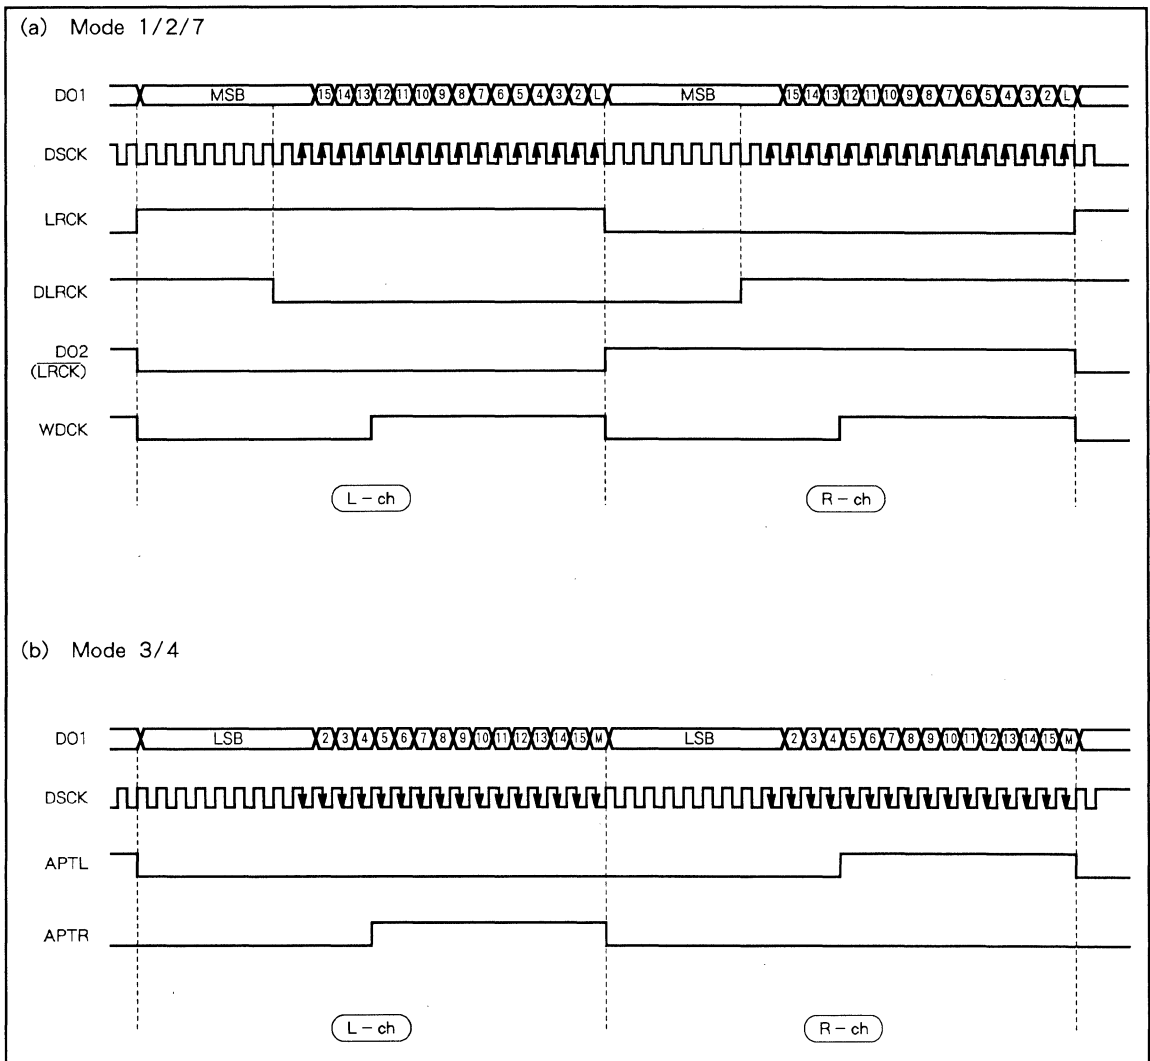 (a) Mode 1/2/7
DO1 MSB 15 14 13 12 11 10 9 8 7 6 5 4 3 2 L MSB 15 14 13 12 11 10 9 8 7 6 5 4 3 2 L
DSCK
LRCK
DLRCK
DO2
(LRCK)
WDCK
L-ch R-ch
(b) Mode 3/4
DO1 LSB 2 3 4 5 6 7 8 9 10 11 12 13 14 15 M LSB 2 3 4 5 6 7 8 9 10 11 12 13 14 15 M
DSCK
APTL
APTR
L-ch R-ch